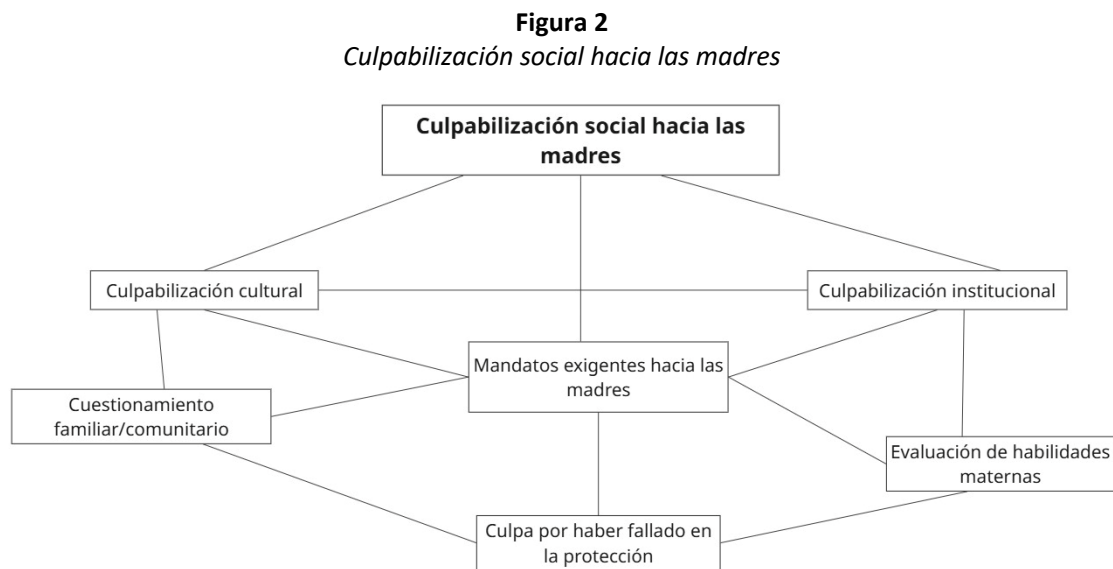 Figura 2
Culpabilización social hacia las madres
Culpabilización social hacia las
madres
Culpabilización cultural
Culpabilización institucional
Mandatos exigentes hacia las
madres
Cuestionamiento
familiar/comunitario
Evaluación de habilidades
maternas
Culpa por haber fallado en
la protección